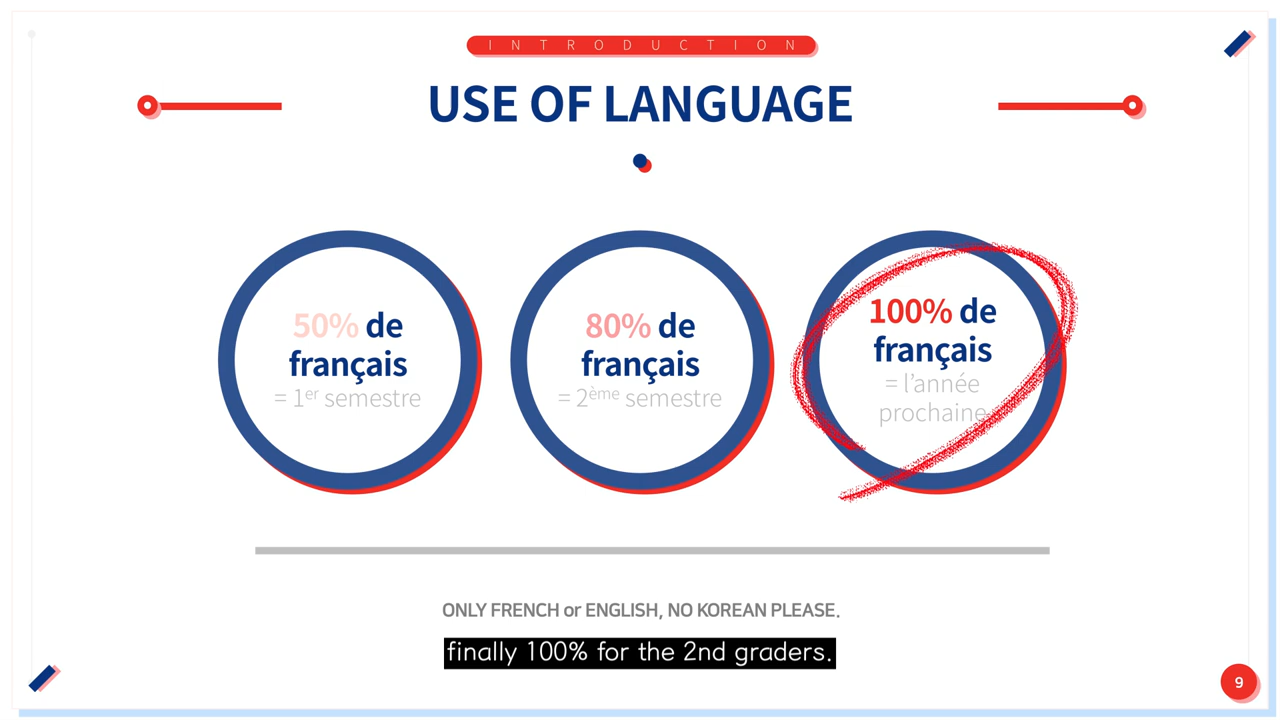 INTRODUCTION
USE OF LANGUAGE
50% de
français
= 1er semestre
80% de
français
= 2ème semestre
100% de
français
= l’année
prochaine
ONLY FRENCH or ENGLISH, NO KOREAN PLEASE.
finally 100% for the 2nd graders.
9